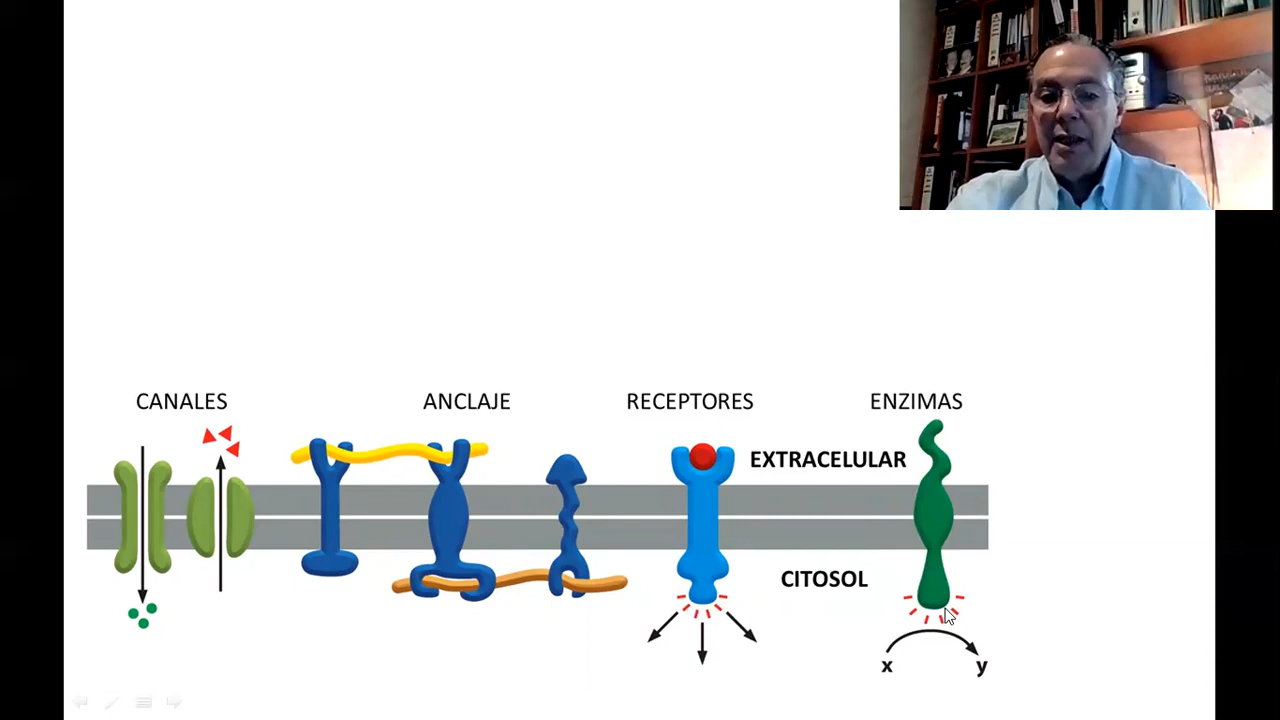 CANALES
ANCLAJE
RECEPTORES
ENZIMAS
EXTRACELULAR
CITOSOL
x
y